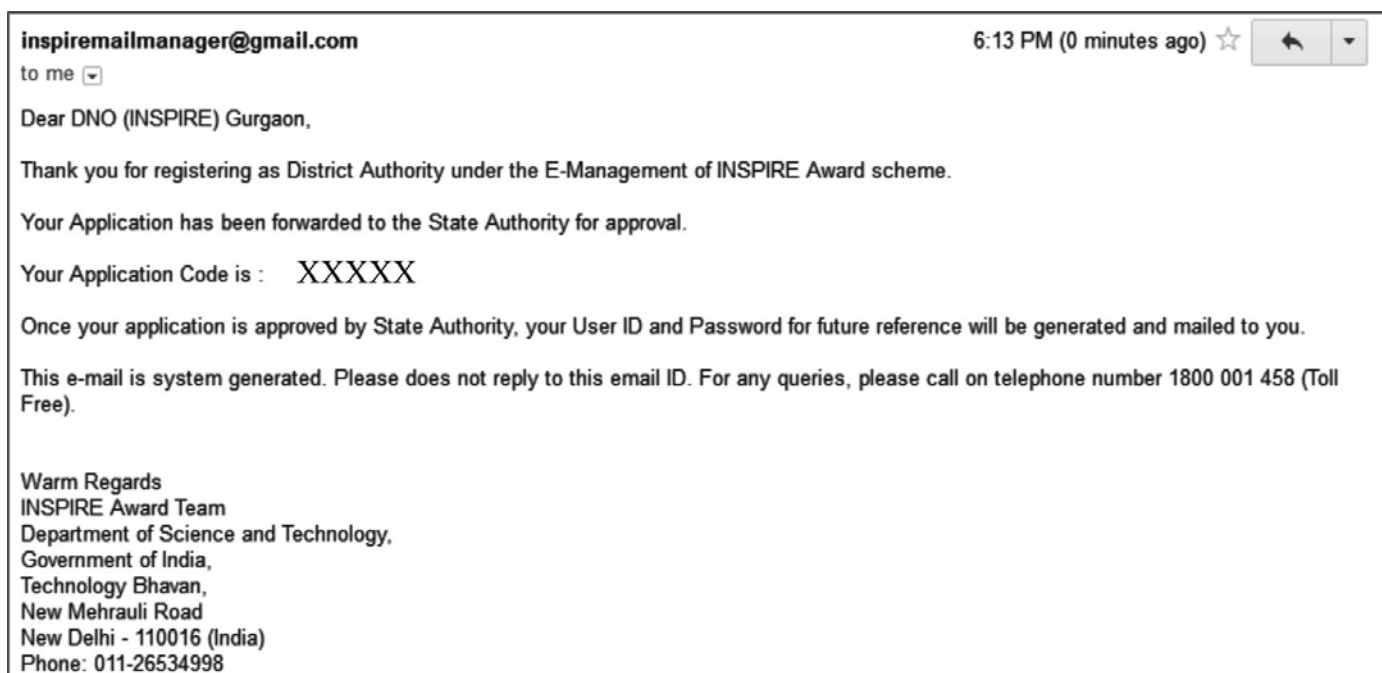 inspiremailmanager@gmail.com 6:13 PM (0 minutes ago)
to me
Dear DNO (INSPIRE) Gurgaon,
Thank you for registering as District Authority under the E-Management of INSPIRE Award scheme.
Your Application has been forwarded to the State Authority for approval.
Your Application Code is : XXXXX
Once your application is approved by State Authority, your User ID and Password for future reference will be generated and mailed to you.
This e-mail is system generated. Please does not reply to this email ID. For any queries, please call on telephone number 1800 001 458 (Toll
Free).
Warm Regards
INSPIRE Award Team
Department of Science and Technology,
Government of India,
Technology Bhavan,
New Mehrauli Road
New Delhi - 110016 (India)
Phone: 011-26534998